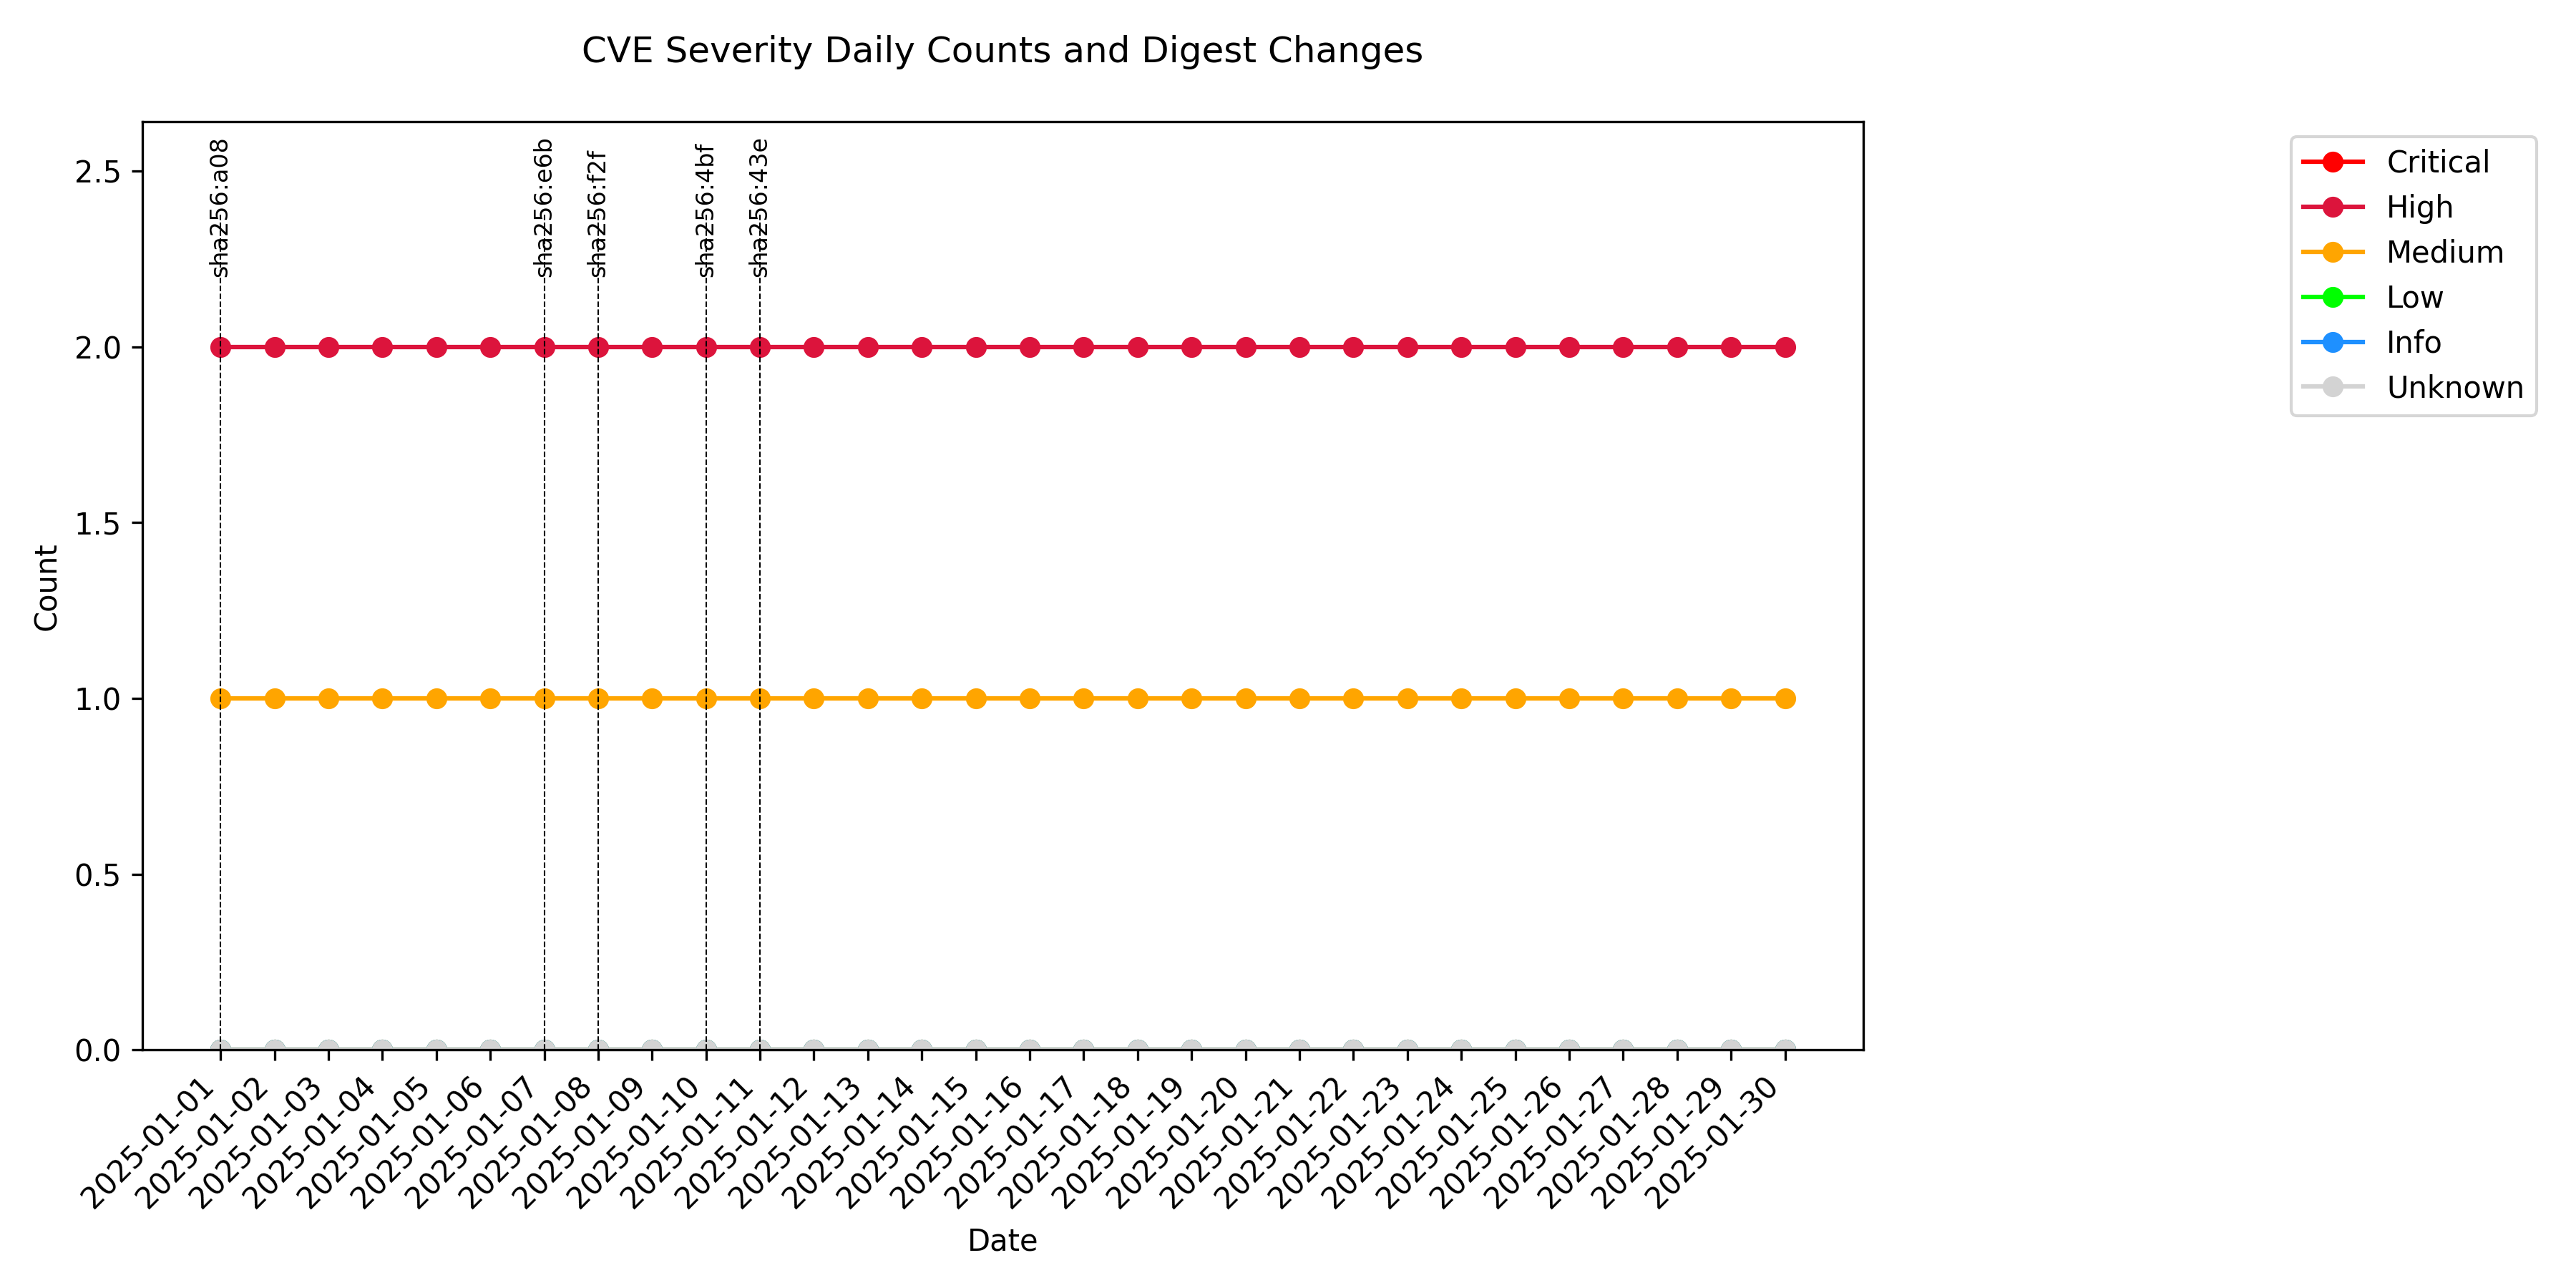 CVE Severity Daily Counts and Digest Changes
sha256:a08
sha256:e6b
sha256:f2f
sha256:4bf
sha256:43e
2.5
2.0
1.5
1.0
0.5
0.0
Count
2025-01-01
2025-01-02
2025-01-03
2025-01-04
2025-01-05
2025-01-06
2025-01-07
2025-01-08
2025-01-09
2025-01-10
2025-01-11
2025-01-12
2025-01-13
2025-01-14
2025-01-15
2025-01-16
2025-01-17
2025-01-18
2025-01-19
2025-01-20
2025-01-21
2025-01-22
2025-01-23
2025-01-24
2025-01-25
2025-01-26
2025-01-27
2025-01-28
2025-01-29
2025-01-30
Date
Critical
High
Medium
Low
Info
Unknown